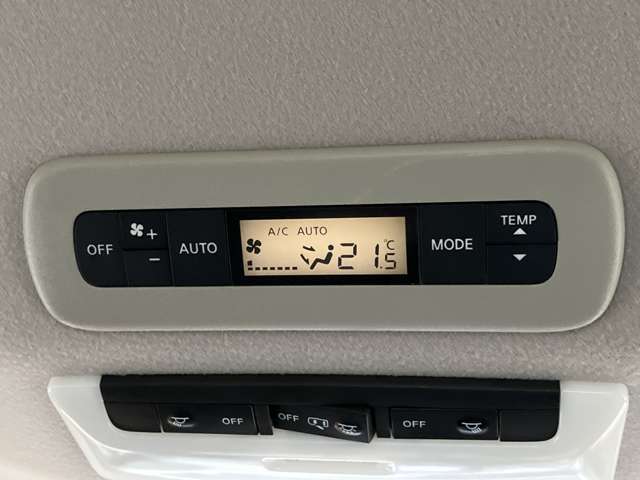 OFF + - AUTO A/C AUTO 21.5 °C MODE TEMP
OFF OFF OFF